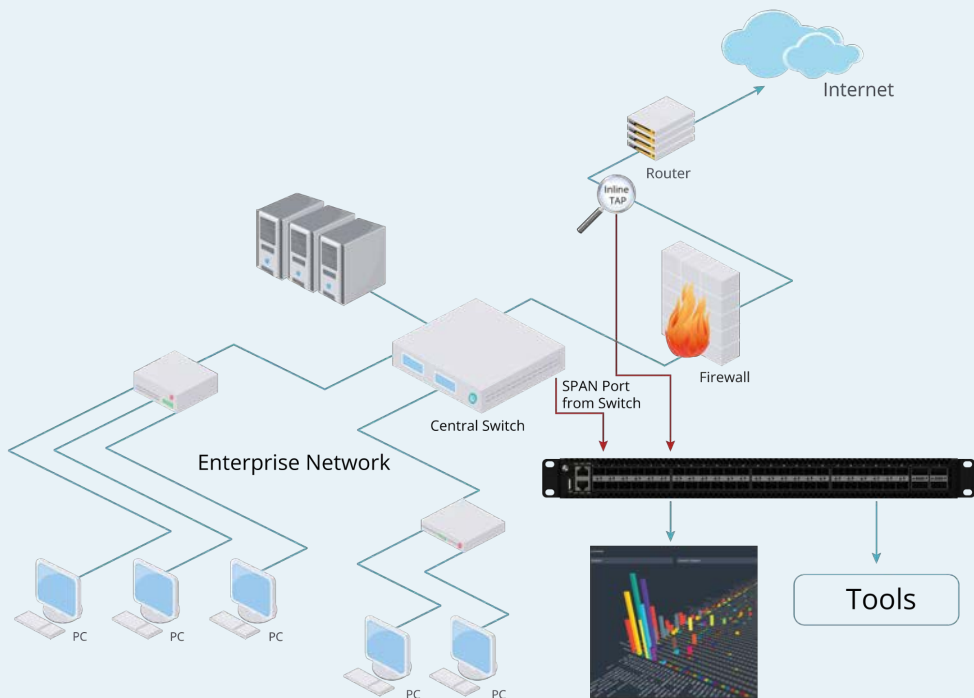 Internet
Router
Inline
TAP
Firewall
SPAN Port
from Switch
Central Switch
Enterprise Network
Tools
PC
PC
PC
PC
PC